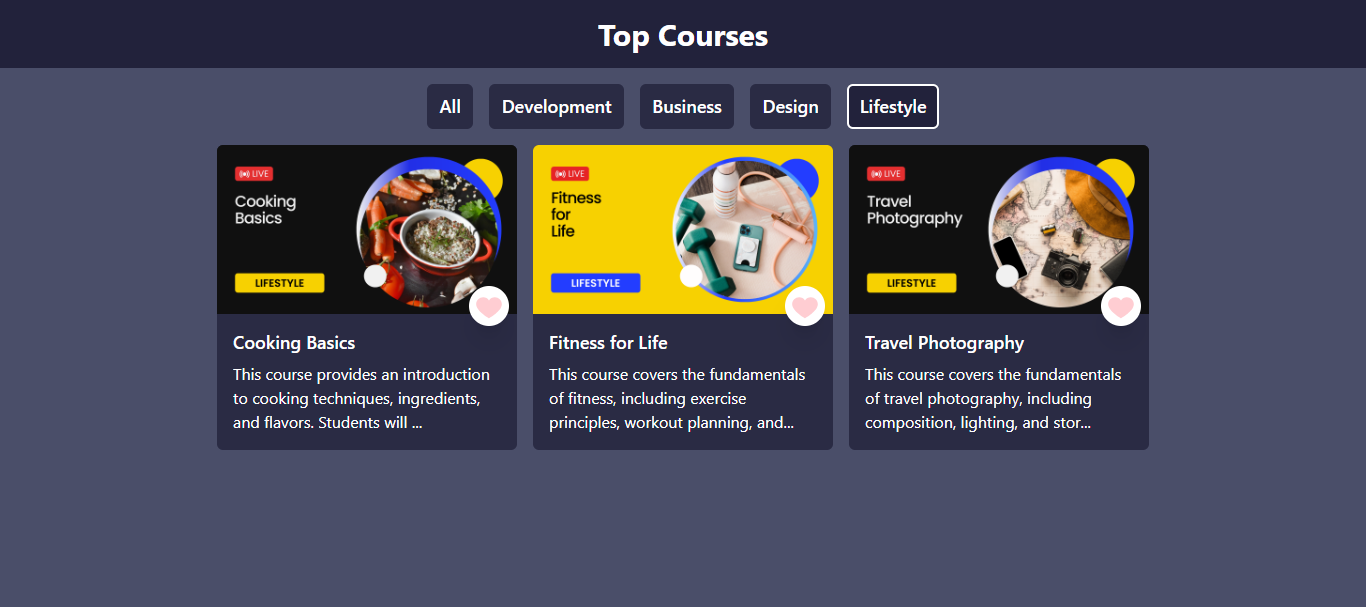 Top Courses
All Development Business Design Lifestyle
LIVE
Cooking
Basics
LIFESTYLE
LIVE
Fitness
for
Life
LIFESTYLE
LIVE
Travel
Photography
LIFESTYLE
Cooking Basics
This course provides an introduction
to cooking techniques, ingredients,
and flavors. Students will ...
Fitness for Life
This course covers the fundamentals
of fitness, including exercise
principles, workout planning, and...
Travel Photography
This course covers the fundamentals
of travel photography, including
composition, lighting, and stor...